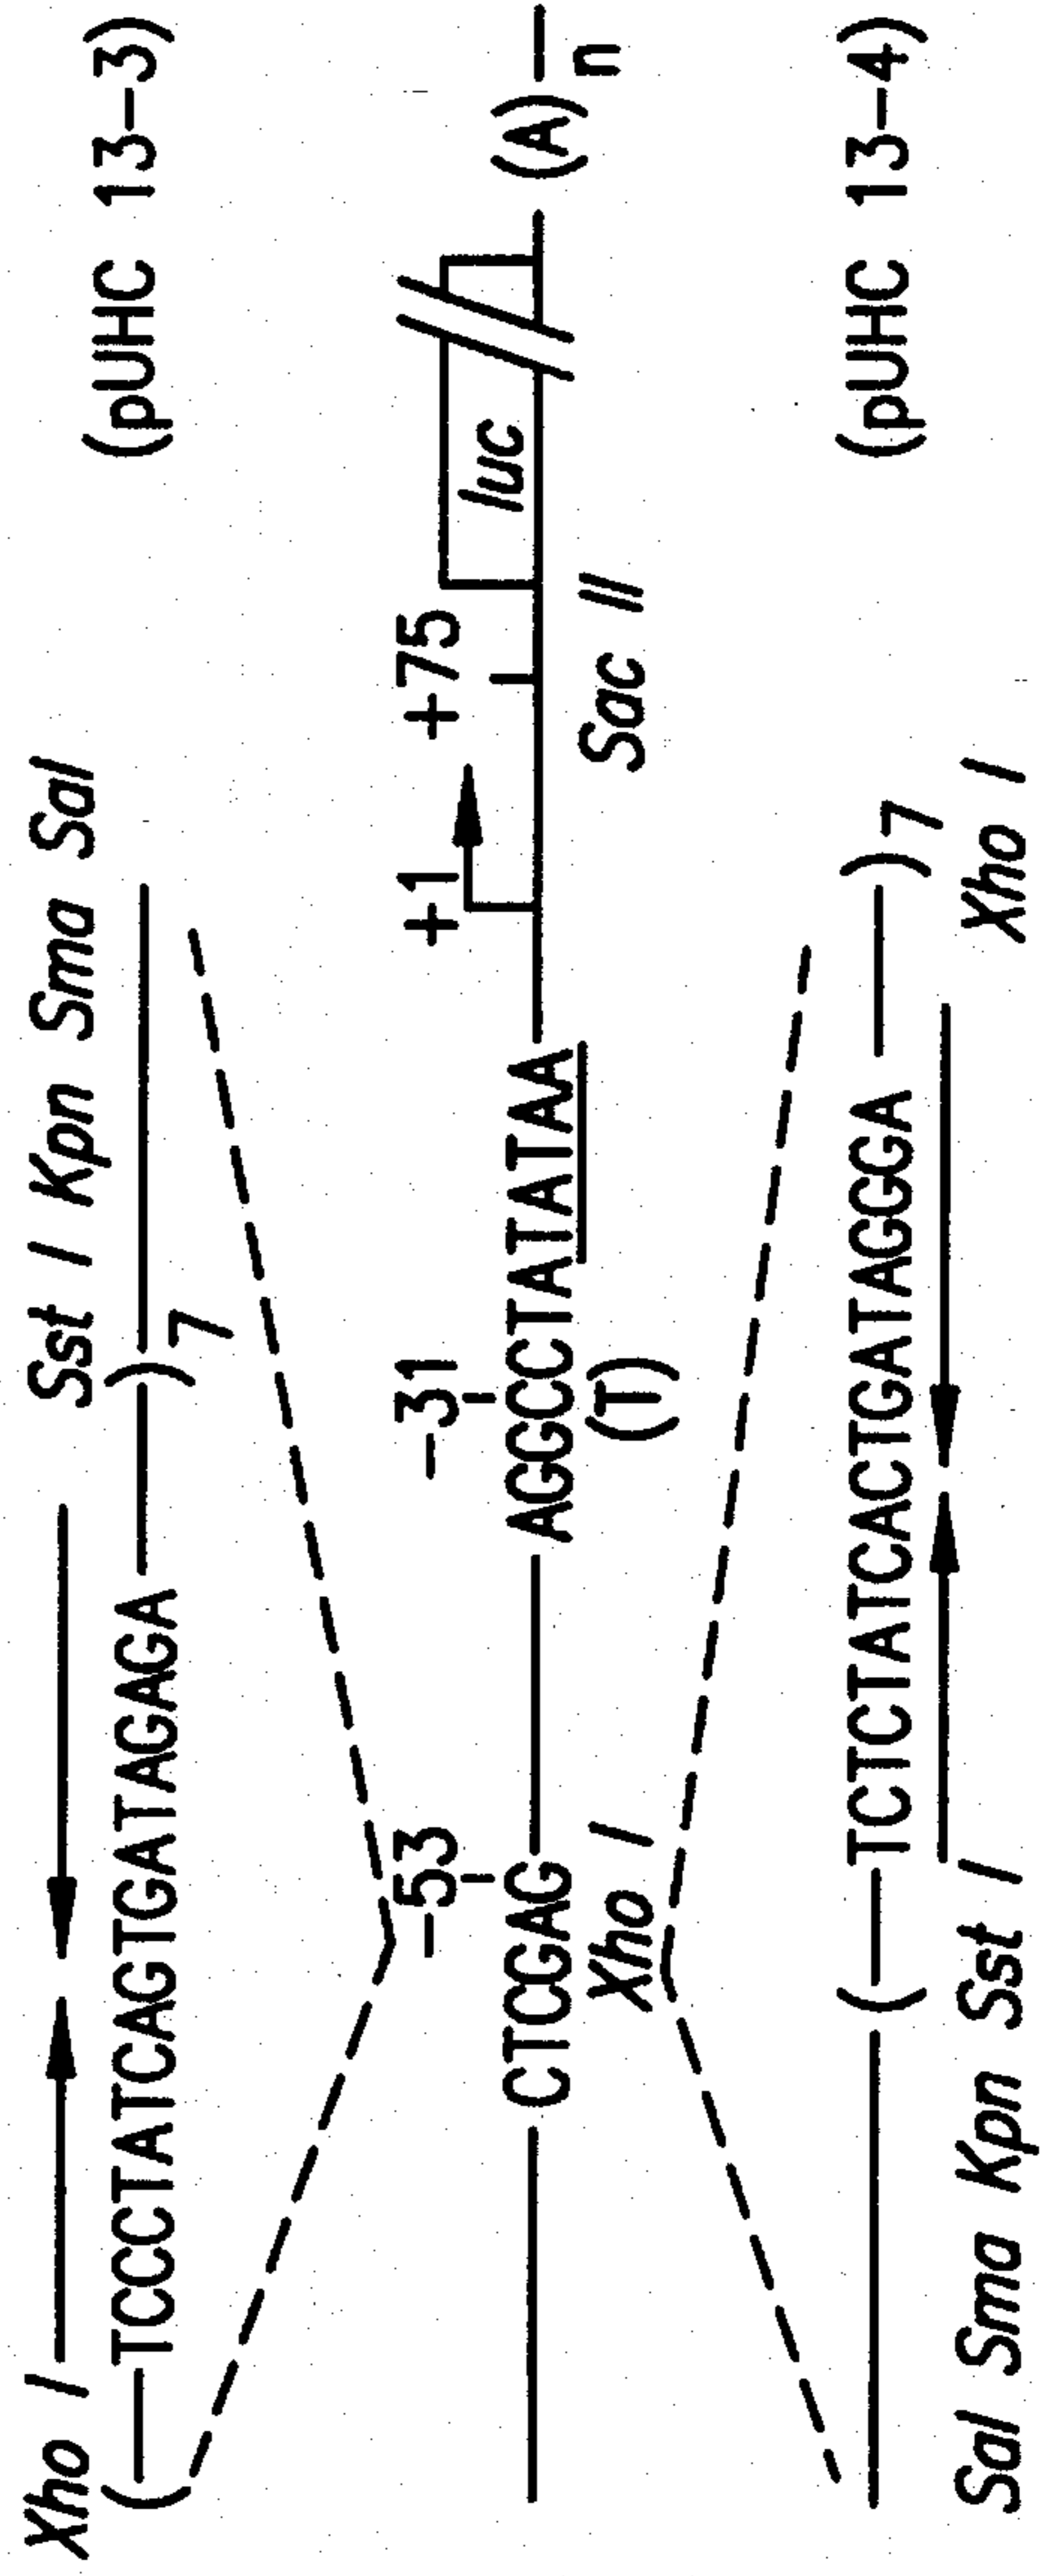 Xho I Sst I Kpn Sma Sal
(— TCCCTATCAGTGATAGAGA —)7 (pUHC 13-3)
-53 -31 +1 +75
CTCGAG AGGCCTATATAA luc (A)n
Xho I (T) Sac II
(— TCTCTATCACTGATAGGGA —)7 (pUHC 13-4)
Sal Sma Kpn Sst I Xho I